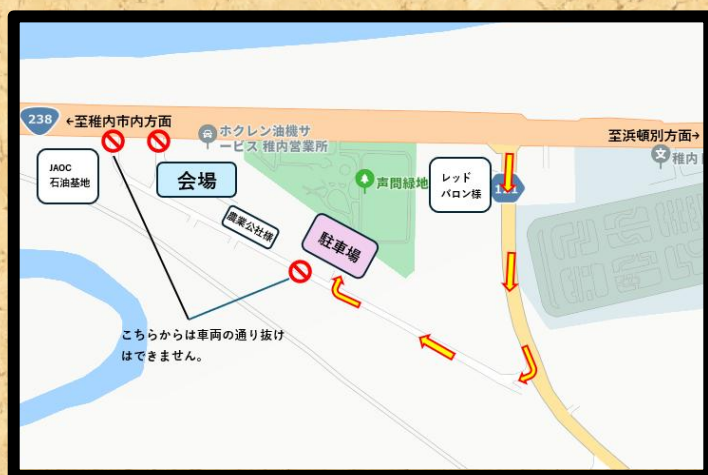 238
←至稚内市内方面
ホクレン油機サ
ービス 稚内営業所
至浜頓別方面→
稚内
JAOC
石油基地
会場
声問緑地
レッド
バロン様
農業公社様
駐車場
こちらからは車両の通り抜け
はできません。